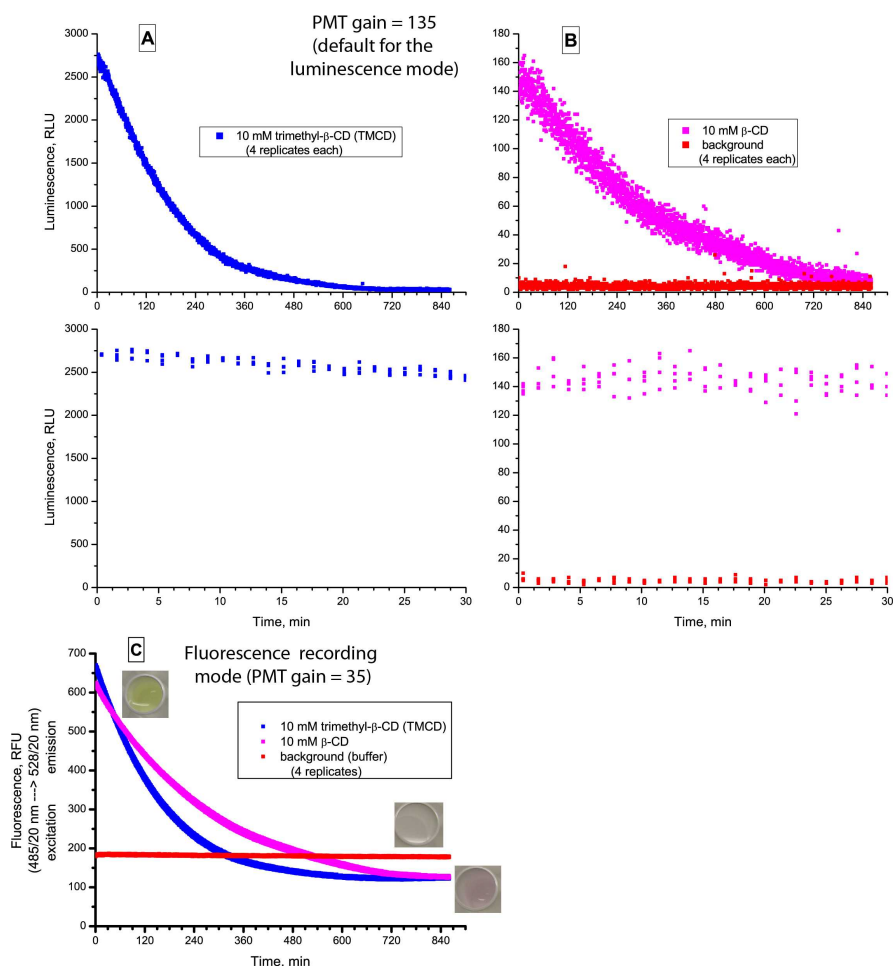 A
PMT gain = 135
(default for the
luminescence mode)
B
3000
2500
2000
1500
1000
500
0
Luminescence, RLU
10 mM trimethyl-β-CD (TMCD)
(4 replicates each)
0 120 240 360 480 600 720 840
180
160
140
120
100
80
60
40
20
0
Luminescence, RLU
10 mM β-CD
background
(4 replicates each)
0 120 240 360 480 600 720 840
3000
2500
2000
1500
1000
500
0
Luminescence, RLU
0 5 10 15 20 25 30
Time, min
180
160
140
120
100
80
60
40
20
0
0 5 10 15 20 25 30
Time, min
C
Fluorescence recording
mode (PMT gain = 35)
700
600
500
400
300
200
100
0
Fluorescence, RFU
(485/20 nm ---> 528/20 nm)
excitation emission
10 mM trimethyl-β-CD (TMCD)
10 mM β-CD
background (buffer)
(4 replicates)
0 120 240 360 480 600 720 840
Time, min